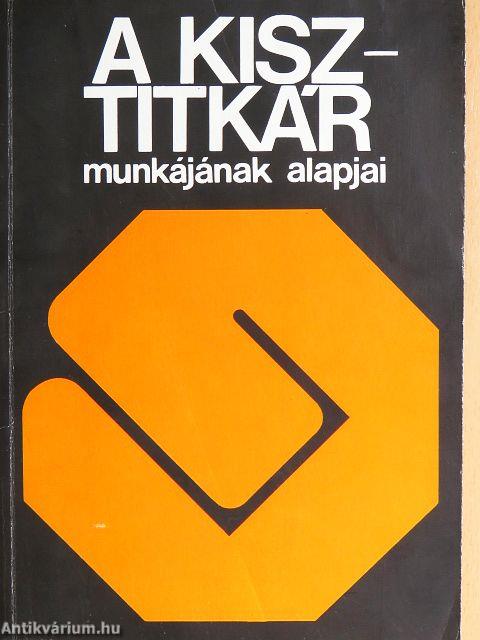 A KISZ-
TITKÁR
munkájának alapjai
Antikvárium.hu